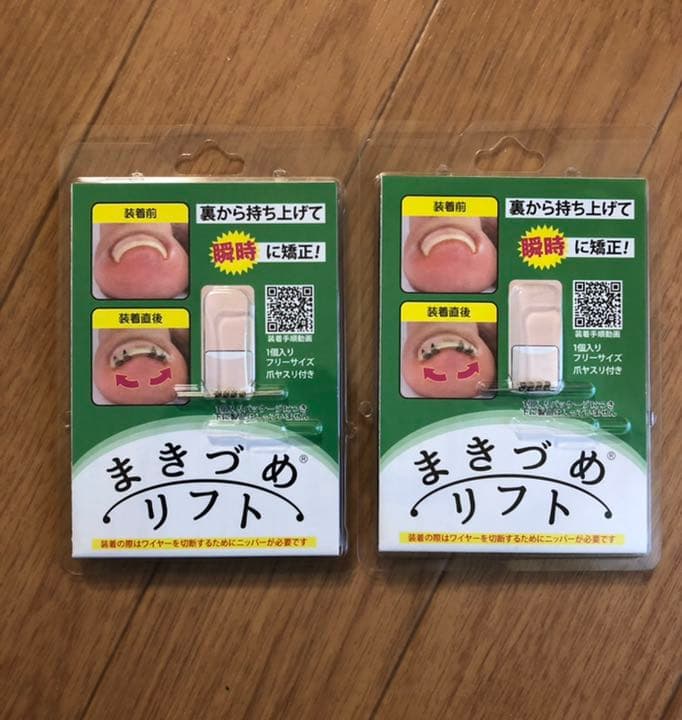 装着前
裏から持ち上げて
瞬時に矯正!
装着直後
装着手順動画
1個入り
フリーサイズ
爪ヤスリ付き
まきづめ®
リフト
装着の際はワイヤーを切断するためにニッパーが必要です
装着前
裏から持ち上げて
瞬時に矯正!
装着直後
装着手順動画
1個入り
フリーサイズ
爪ヤスリ付き
まきづめ®
リフト
装着の際はワイヤーを切断するためにニッパーが必要です